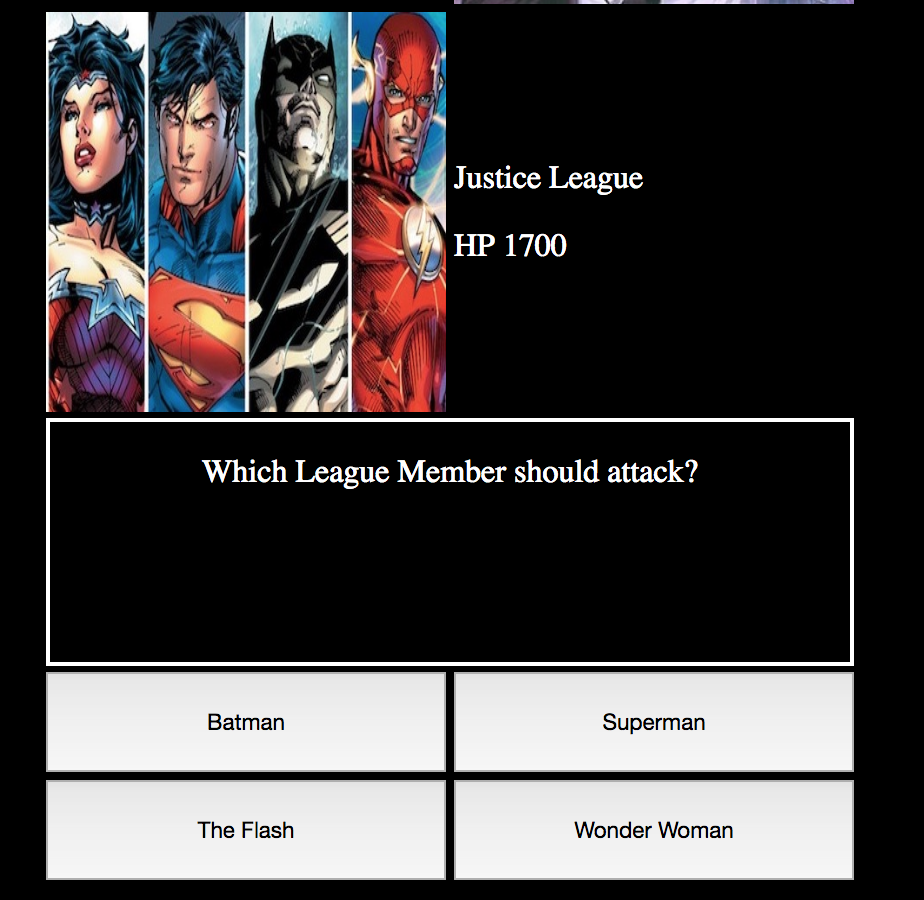 Justice League
HP 1700
Which League Member should attack?
Batman
Superman
The Flash
Wonder Woman